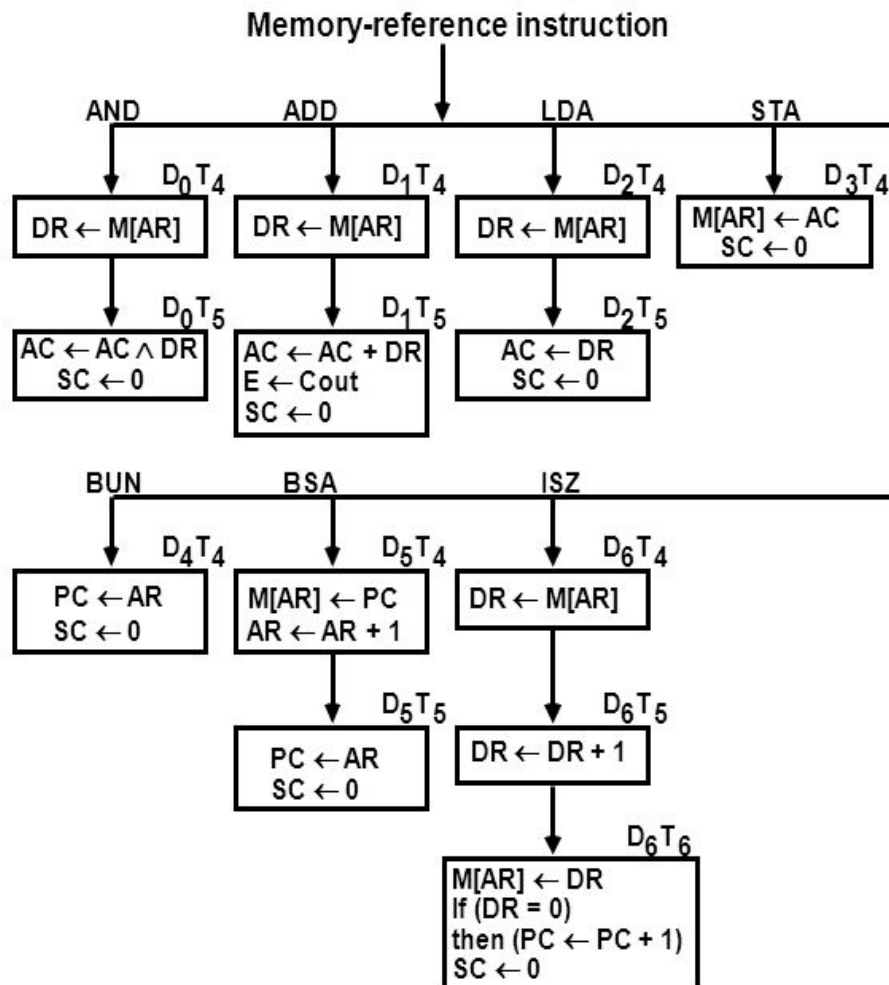 Memory-reference instruction
AND ADD LDA STA
D₀T₄ D₁T₄ D₂T₄ D₃T₄
DR ← M[AR]
DR ← M[AR]
DR ← M[AR]
M[AR] ← AC
SC ← 0
D₀T₅ D₁T₅ D₂T₅
AC ← AC ∧ DR
SC ← 0
AC ← AC + DR
E ← Cout
SC ← 0
AC ← DR
SC ← 0
BUN BSA ISZ
D₄T₄ D₅T₄ D₆T₄
PC ← AR
SC ← 0
M[AR] ← PC
AR ← AR + 1
DR ← M[AR]
D₅T₅ D₆T₅
PC ← AR
SC ← 0
DR ← DR + 1
D₆T₆
M[AR] ← DR
If (DR = 0)
then (PC ← PC + 1)
SC ← 0